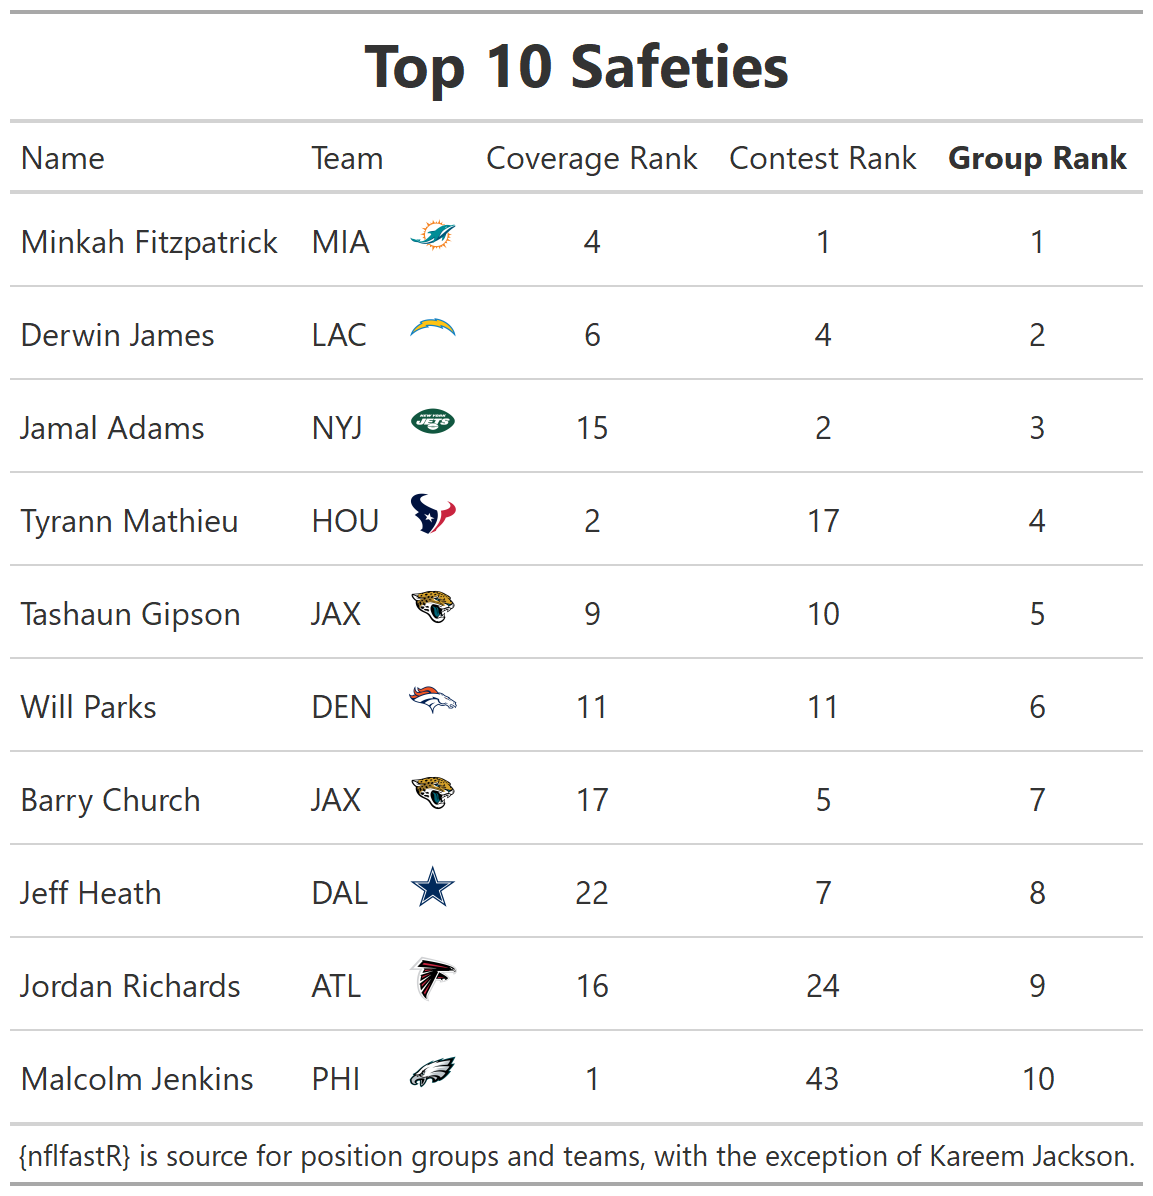 Top 10 Safeties
Name Team Coverage Rank Contest Rank Group Rank
Minkah Fitzpatrick MIA 4 1 1
Derwin James LAC 6 4 2
Jamal Adams NYJ NEW YORK JETS 15 2 3
Tyrann Mathieu HOU 2 17 4
Tashaun Gipson JAX 9 10 5
Will Parks DEN 11 11 6
Barry Church JAX 17 5 7
Jeff Heath DAL 22 7 8
Jordan Richards ATL 16 24 9
Malcolm Jenkins PHI 1 43 10
{nflfastR} is source for position groups and teams, with the exception of Kareem Jackson.